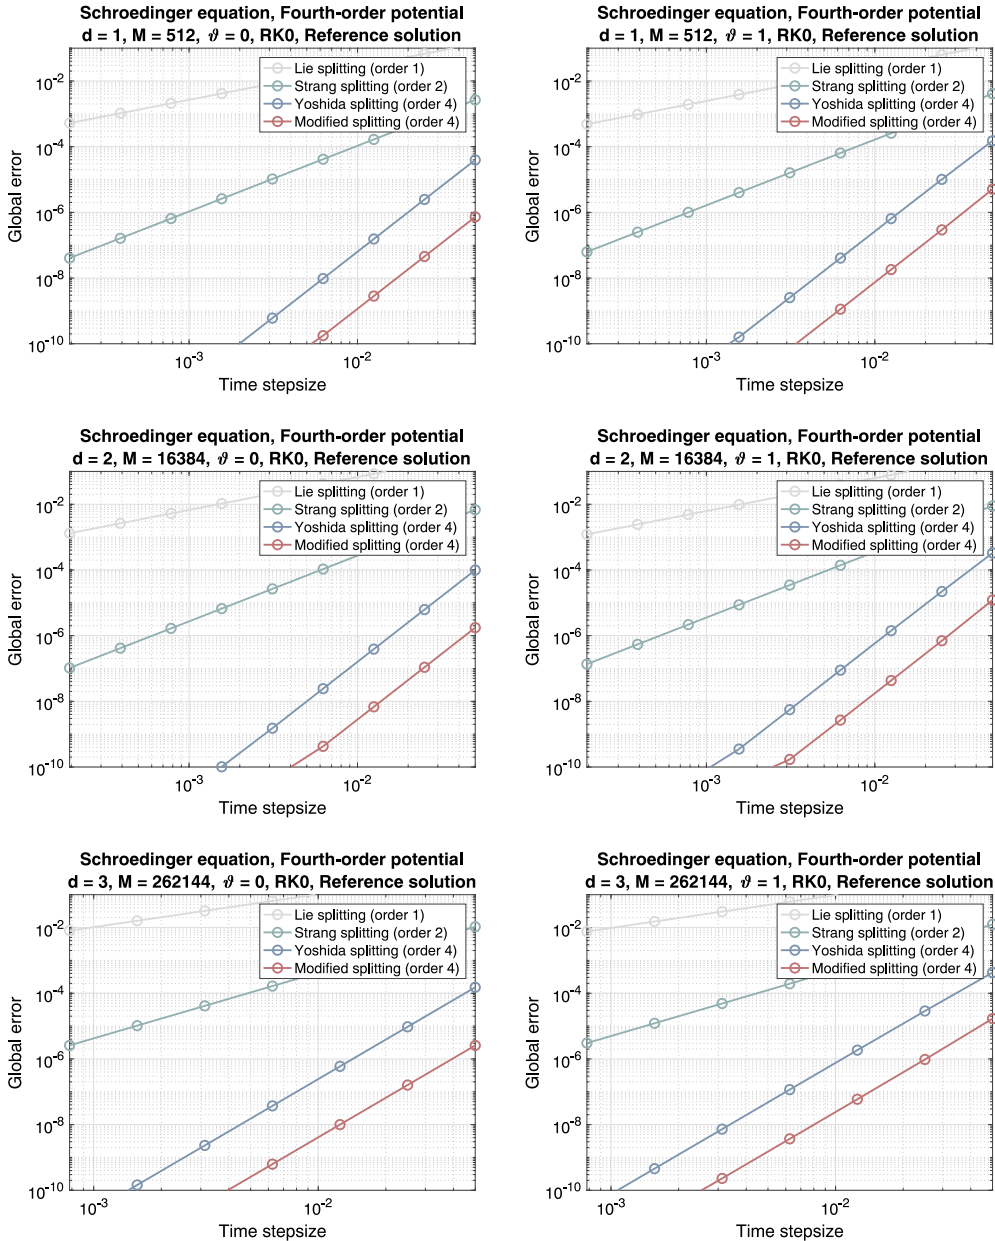 Schroedinger equation, Fourth-order potential
d = 1, M = 512, ϑ = 0, RK0, Reference solution
Lie splitting (order 1)
Strang splitting (order 2)
Yoshida splitting (order 4)
Modified splitting (order 4)
10^-2
10^-4
10^-6
10^-8
10^-10
Global error
10^-3
10^-2
Time stepsize
Schroedinger equation, Fourth-order potential
d = 1, M = 512, ϑ = 1, RK0, Reference solution
Lie splitting (order 1)
Strang splitting (order 2)
Yoshida splitting (order 4)
Modified splitting (order 4)
10^-2
10^-4
10^-6
10^-8
10^-10
Global error
10^-3
10^-2
Time stepsize
Schroedinger equation, Fourth-order potential
d = 2, M = 16384, ϑ = 0, RK0, Reference solution
Lie splitting (order 1)
Strang splitting (order 2)
Yoshida splitting (order 4)
Modified splitting (order 4)
10^-2
10^-4
10^-6
10^-8
10^-10
Global error
10^-3
10^-2
Time stepsize
Schroedinger equation, Fourth-order potential
d = 2, M = 16384, ϑ = 1, RK0, Reference solution
Lie splitting (order 1)
Strang splitting (order 2)
Yoshida splitting (order 4)
Modified splitting (order 4)
10^-2
10^-4
10^-6
10^-8
10^-10
Global error
10^-3
10^-2
Time stepsize
Schroedinger equation, Fourth-order potential
d = 3, M = 262144, ϑ = 0, RK0, Reference solution
Lie splitting (order 1)
Strang splitting (order 2)
Yoshida splitting (order 4)
Modified splitting (order 4)
10^-2
10^-4
10^-6
10^-8
10^-10
Global error
10^-3
10^-2
Time stepsize
Schroedinger equation, Fourth-order potential
d = 3, M = 262144, ϑ = 1, RK0, Reference solution
Lie splitting (order 1)
Strang splitting (order 2)
Yoshida splitting (order 4)
Modified splitting (order 4)
10^-2
10^-4
10^-6
10^-8
10^-10
Global error
10^-3
10^-2
Time stepsize